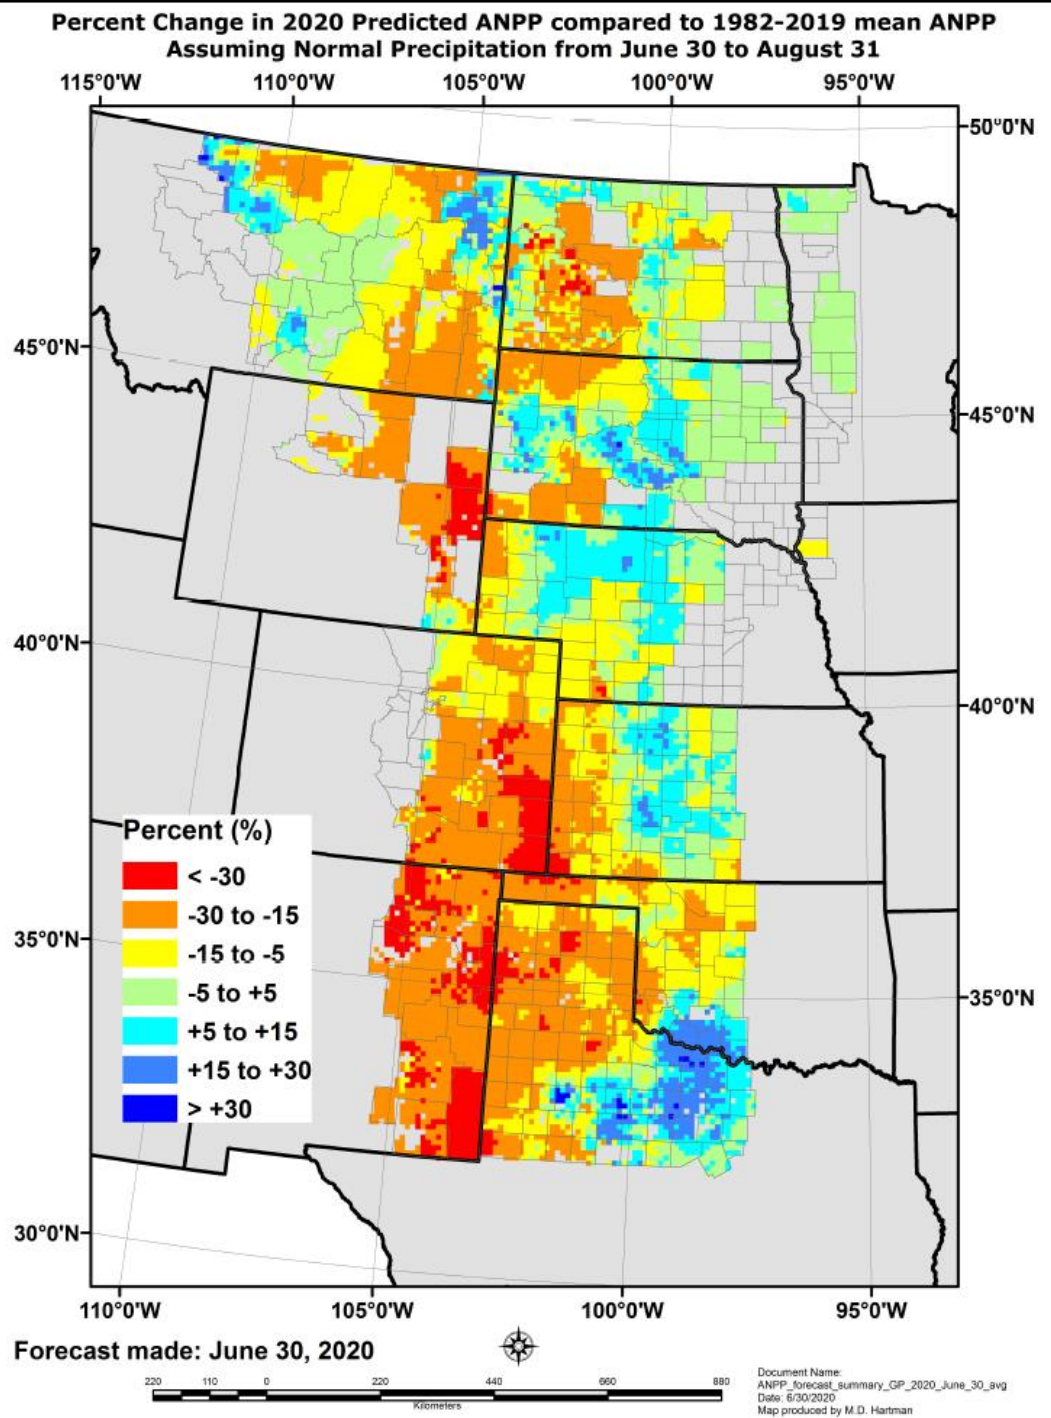 Percent Change in 2020 Predicted ANPP compared to 1982-2019 mean ANPP
Assuming Normal Precipitation from June 30 to August 31
115°0'W 110°0'W 105°0'W 100°0'W 95°0'W
50°0'N
45°0'N
45°0'N
40°0'N
40°0'N
Percent (%)
< -30
-30 to -15
-15 to -5
-5 to +5
+5 to +15
+15 to +30
> +30
35°0'N
35°0'N
30°0'N
110°0'W 105°0'W 100°0'W 95°0'W
Forecast made: June 30, 2020
220 110 0 220 440 660 880
Kilometers
Document Name:
ANPP_forecast_summary_GP_2020_June_30_avg
Date: 6/30/2020
Map produced by M.D. Hartman